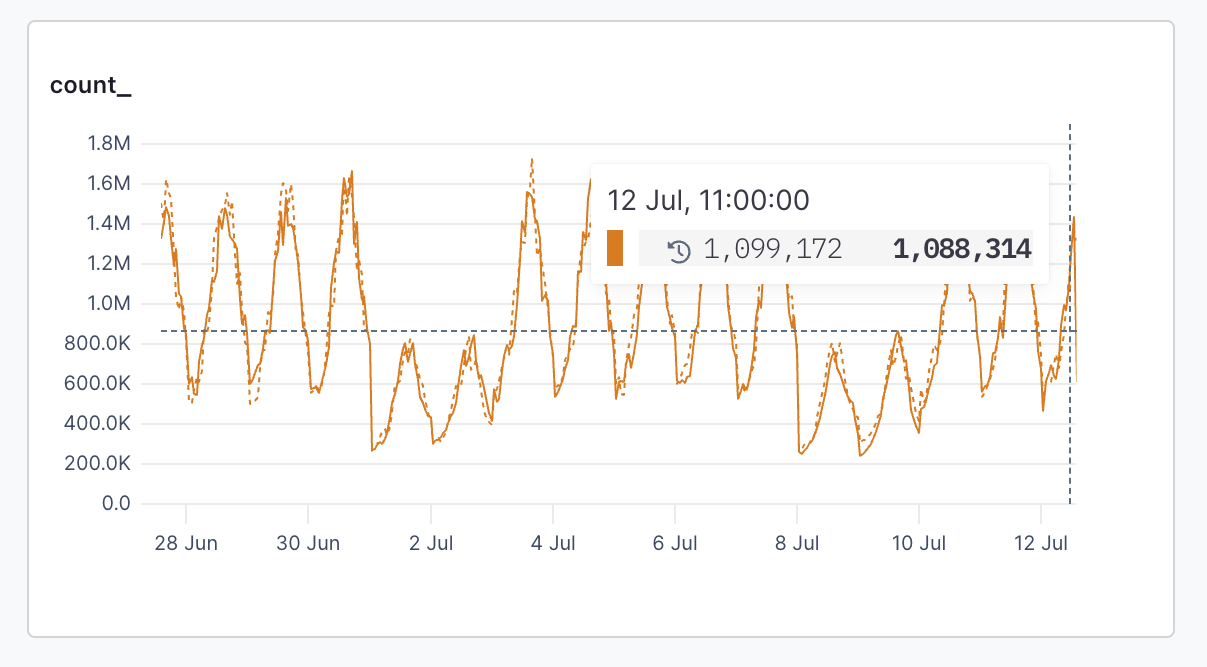 count_
1.8M
1.6M
1.4M
1.2M
1.0M
800.0K
600.0K
400.0K
200.0K
0.0
12 Jul, 11:00:00
1,099,172 1,088,314
28 Jun 30 Jun 2 Jul 4 Jul 6 Jul 8 Jul 10 Jul 12 Jul